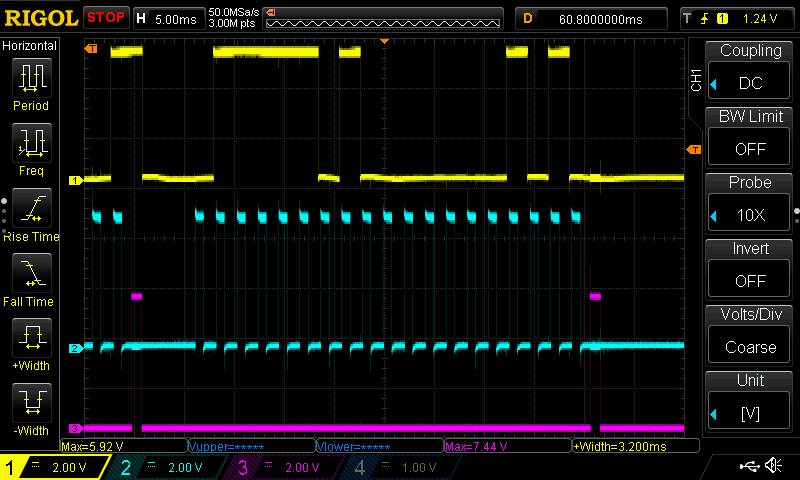 RIGOL STOP H 5.00ms 50.0MSa/s 3.00M pts D 60.8000000ms T 1 1.24 V
Horizontal
Period
Freq
Rise Time
Fall Time
+Width
-Width
T
1
2
3
T
CH1
Coupling
DC
BW Limit
OFF
Probe
10X
Invert
OFF
Volts/Div
Coarse
Unit
[V]
Max=5.92 V Vupper=***** Vlower=***** Max=7.44 V +Width=3.200ms
1 2.00 V 2 2.00 V 3 2.00 V 4 1.00 V